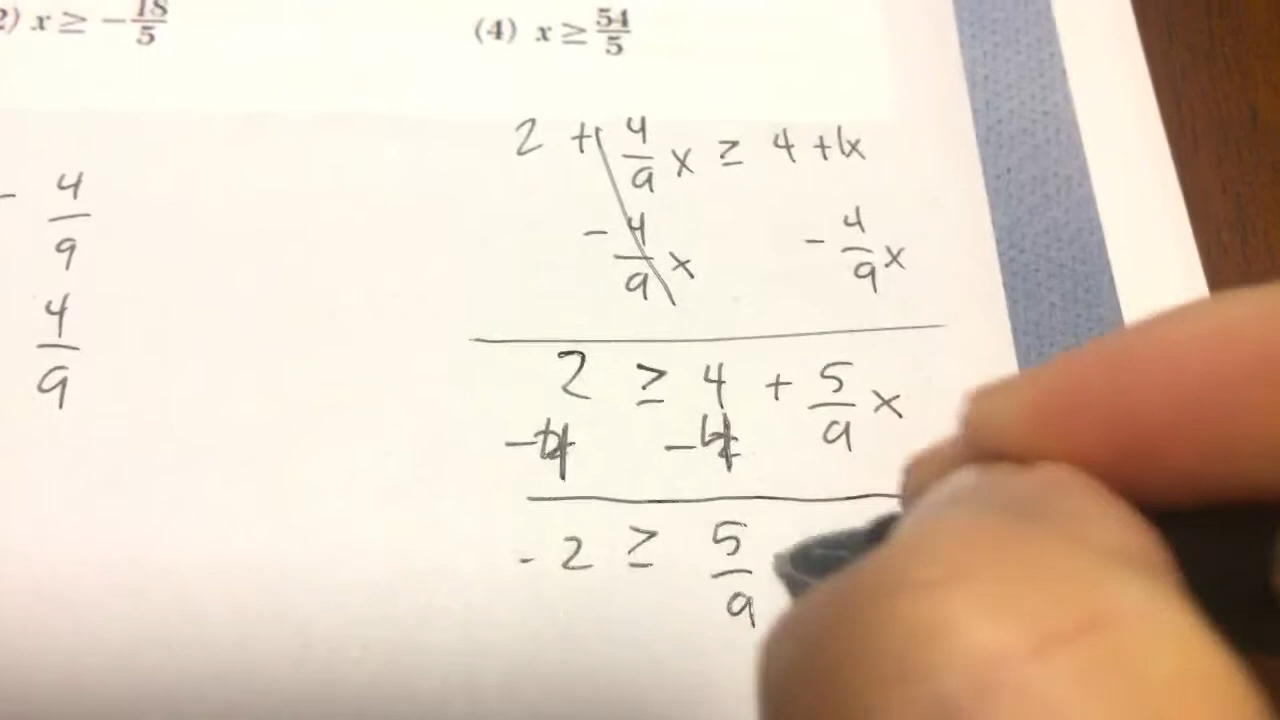 2) x ≥ -18/5
(4) x ≥ 54/5
2 + 4/9 x ≥ 4 + 1x
- 4/9 x - 4/9 x
- 4/9
4/9
2 ≥ 4 + 5/9 x
-4 -4
-2 ≥ 5/9